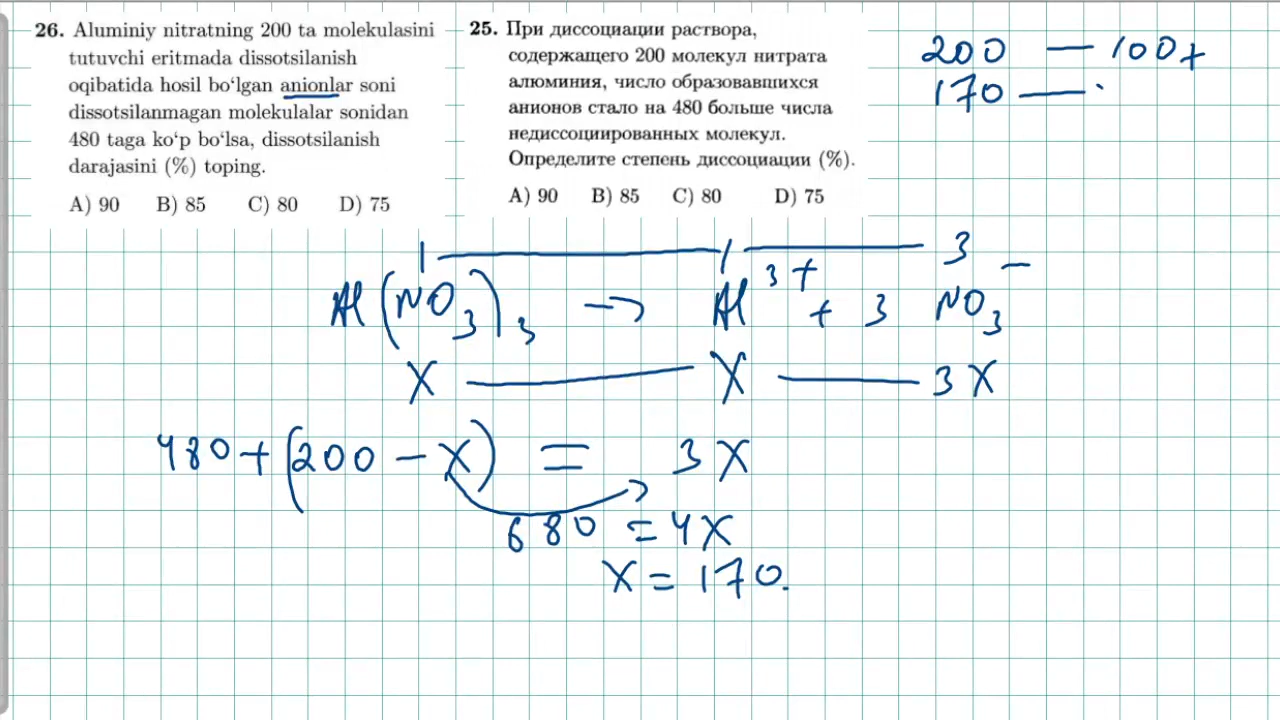 26. Aluminiy nitratning 200 ta molekulasini
tutuvchi eritmada dissotsilanish
oqibatida hosil bo‘lgan anionlar soni
dissotsilanmagan molekulalar sonidan
480 taga ko‘p bo‘lsa, dissotsilanish
darajasini (%) toping.
A) 90 B) 85 C) 80 D) 75
25. При диссоциации раствора,
содержащего 200 молекул нитрата
алюминия, число образовавшихся
анионов стало на 480 больше числа
недиссоциированных молекул.
Определите степень диссоциации (%).
A) 90 B) 85 C) 80 D) 75
200 — 100+
170 —
1 — 1 — 3
Al(NO3)3 → Al3+ + 3 NO3-
X — X — 3X
480+(200-X) = 3X
680 = 4X
X = 170.